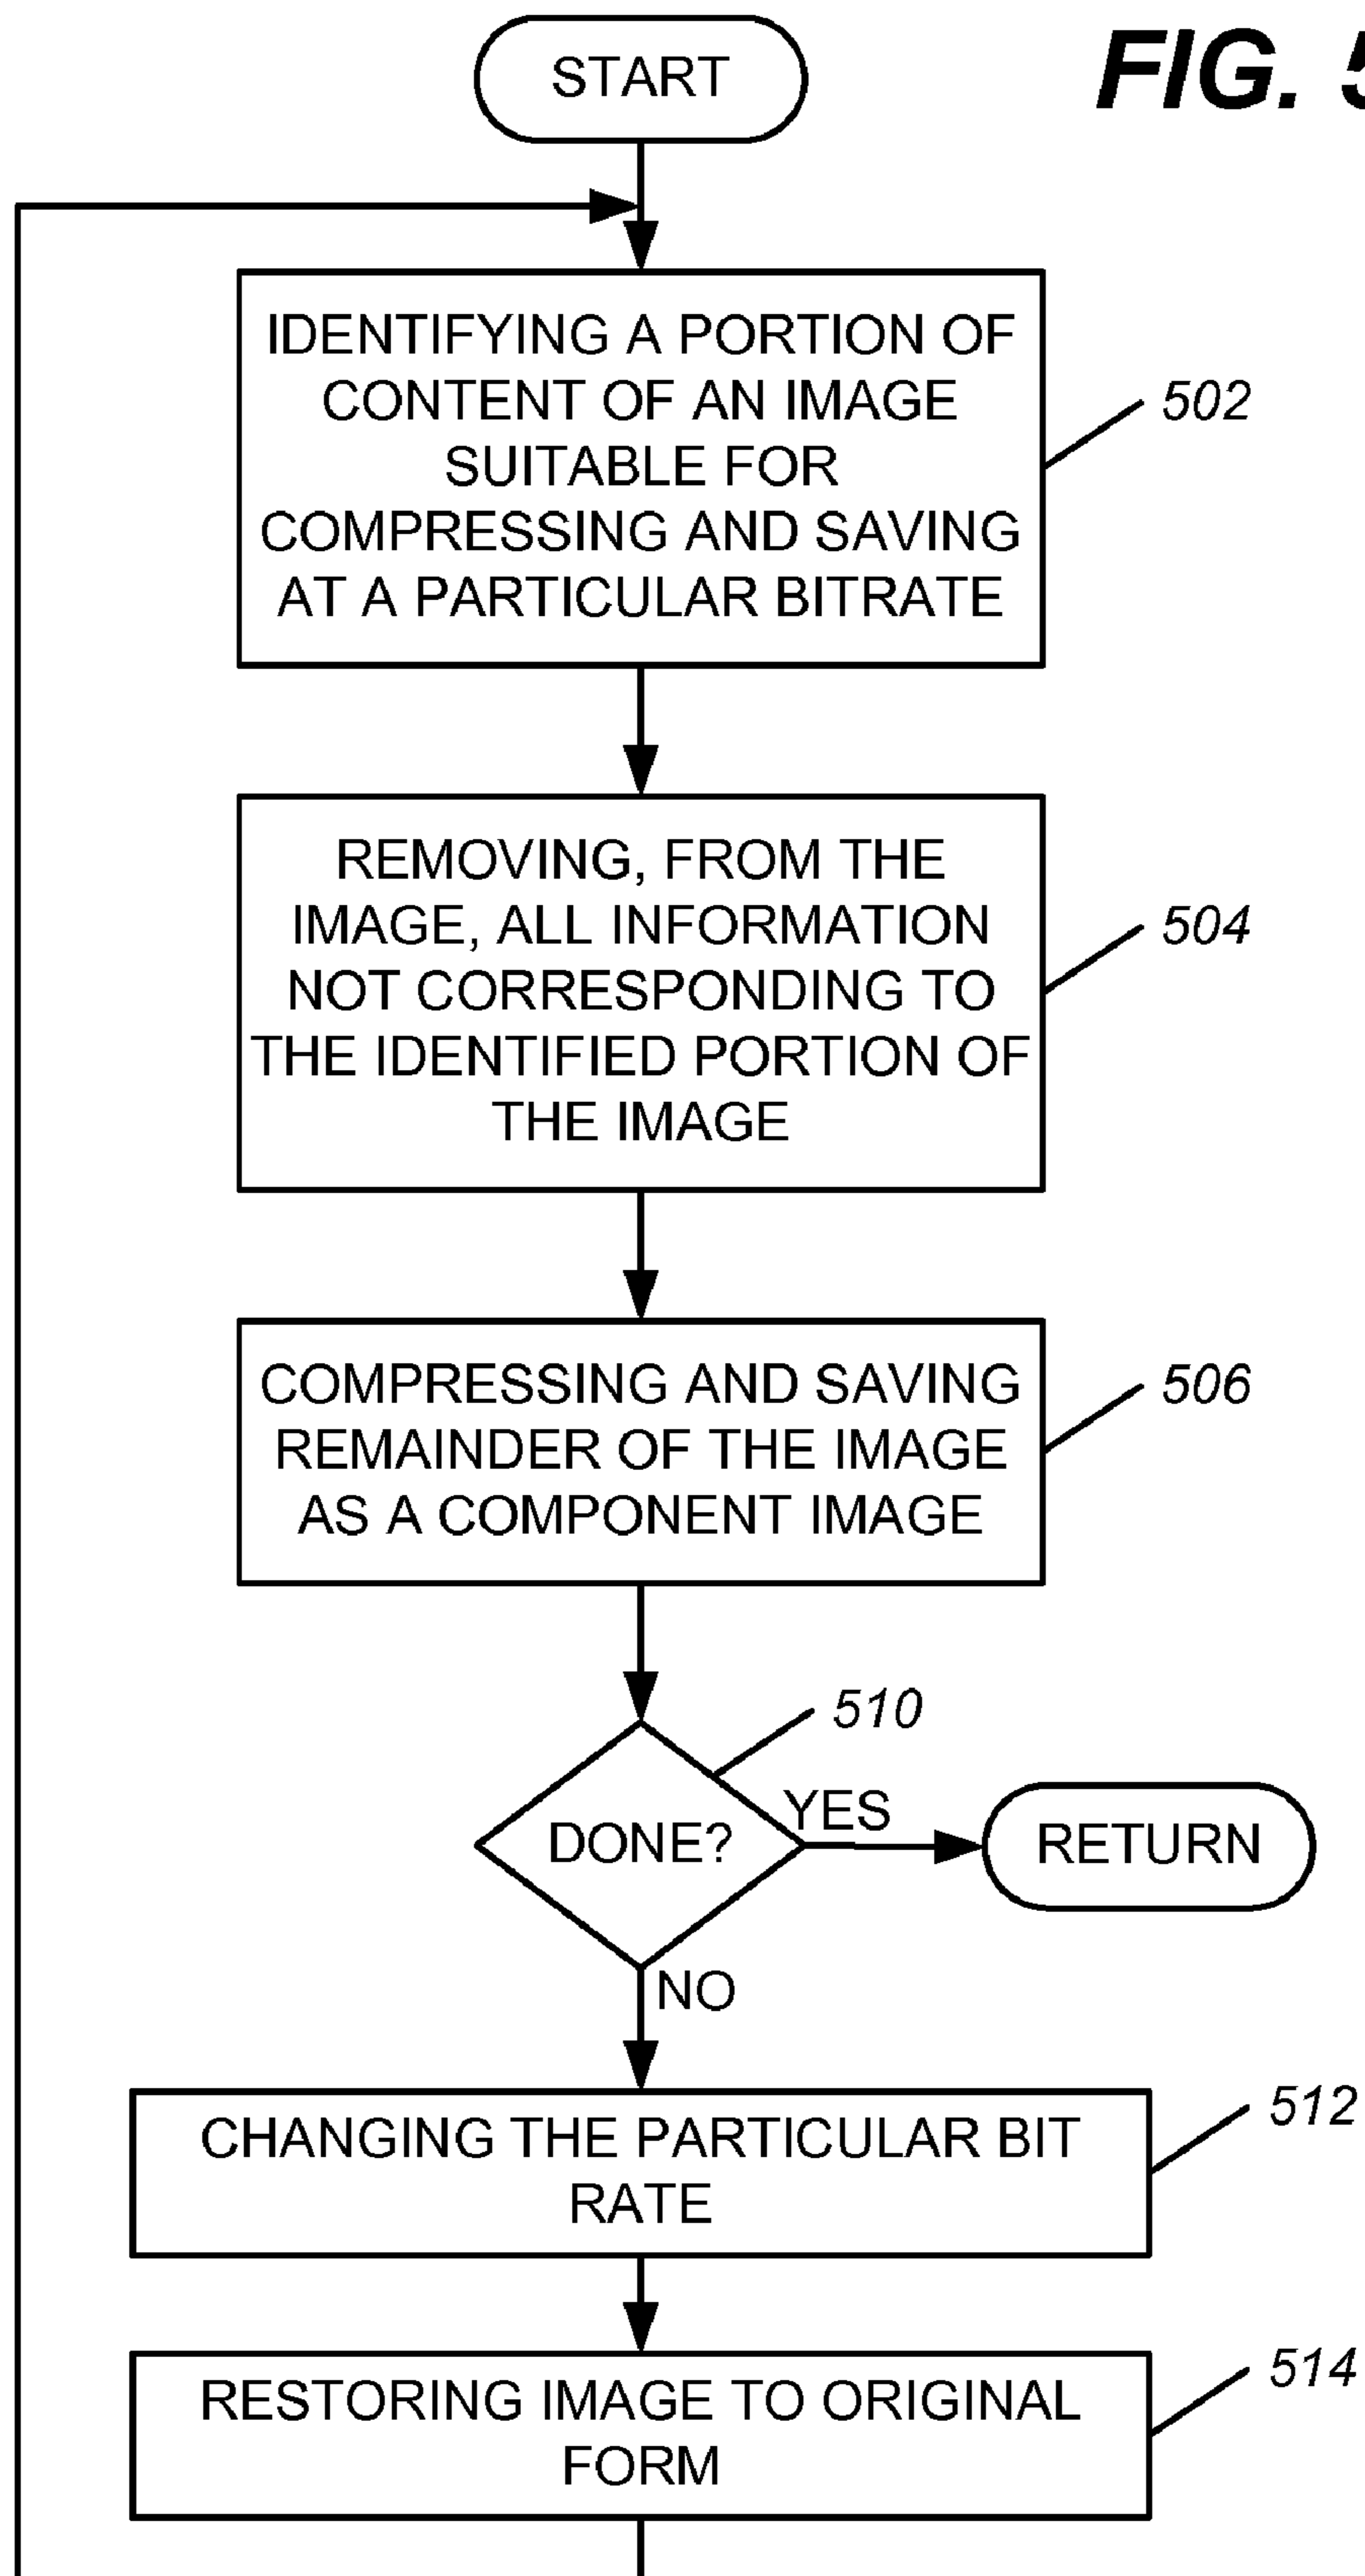 START
FIG. 5
IDENTIFYING A PORTION OF
CONTENT OF AN IMAGE
SUITABLE FOR
COMPRESSING AND SAVING
AT A PARTICULAR BITRATE
502
REMOVING, FROM THE
IMAGE, ALL INFORMATION
NOT CORRESPONDING TO
THE IDENTIFIED PORTION OF
THE IMAGE
504
COMPRESSING AND SAVING
REMAINDER OF THE IMAGE
AS A COMPONENT IMAGE
506
510
DONE?
YES
RETURN
NO
CHANGING THE PARTICULAR BIT
RATE
512
RESTORING IMAGE TO ORIGINAL
FORM
514